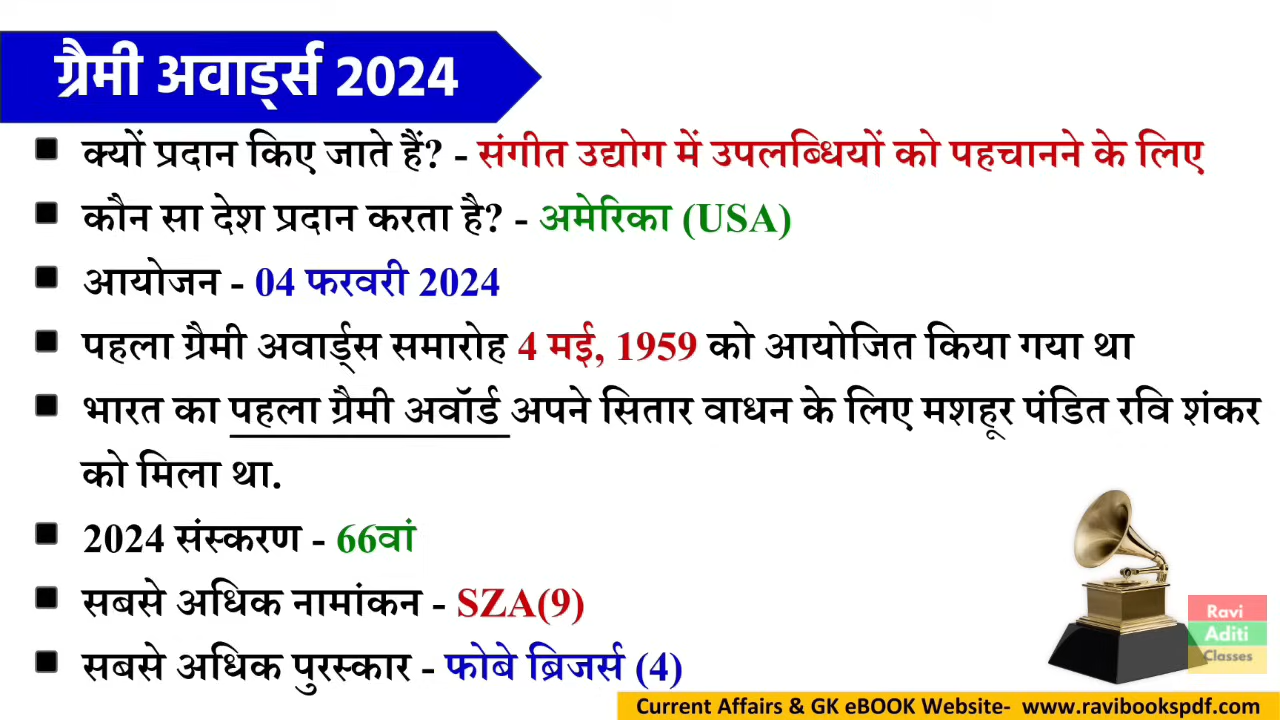 ग्रैमी अवार्ड्स 2024
क्यों प्रदान किए जाते हैं? - संगीत उद्योग में उपलब्धियों को पहचानने के लिए
कौन सा देश प्रदान करता है? - अमेरिका (USA)
आयोजन - 04 फरवरी 2024
पहला ग्रैमी अवार्ड्स समारोह 4 मई, 1959 को आयोजित किया गया था
भारत का पहला ग्रैमी अवॉर्ड अपने सितार वाधन के लिए मशहूर पंडित रवि शंकर
को मिला था.
2024 संस्करण - 66वां
सबसे अधिक नामांकन - SZA(9)
सबसे अधिक पुरस्कार - फोबे ब्रिजर्स (4)
Ravi
Aditi
Classes
Current Affairs & GK eBOOK Website- www.ravibookspdf.com